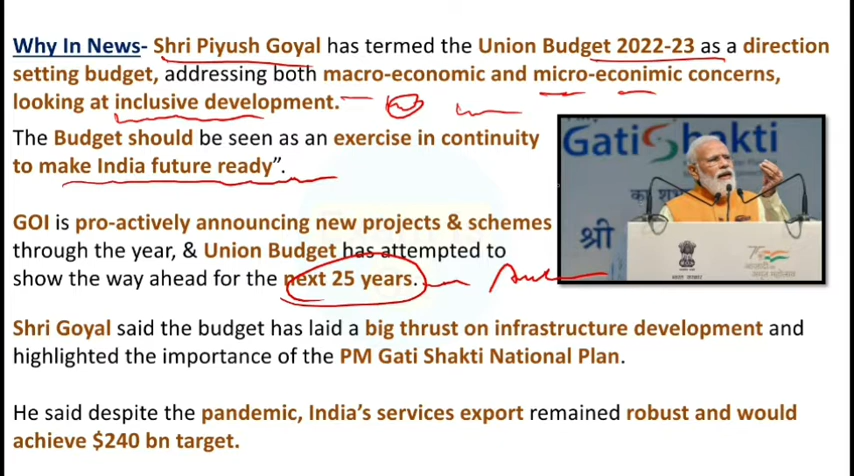 Why In News- Shri Piyush Goyal has termed the Union Budget 2022-23 as a direction
setting budget, addressing both macro-economic and micro-econimic concerns,
looking at inclusive development.
The Budget should be seen as an exercise in continuity
to make India future ready”.
GOI is pro-actively announcing new projects & schemes
through the year, & Union Budget has attempted to
show the way ahead for the next 25 years.
Shri Goyal said the budget has laid a big thrust on infrastructure development and
highlighted the importance of the PM Gati Shakti National Plan.
He said despite the pandemic, India’s services export remained robust and would
achieve $240 bn target.
GatiShakti
श्री